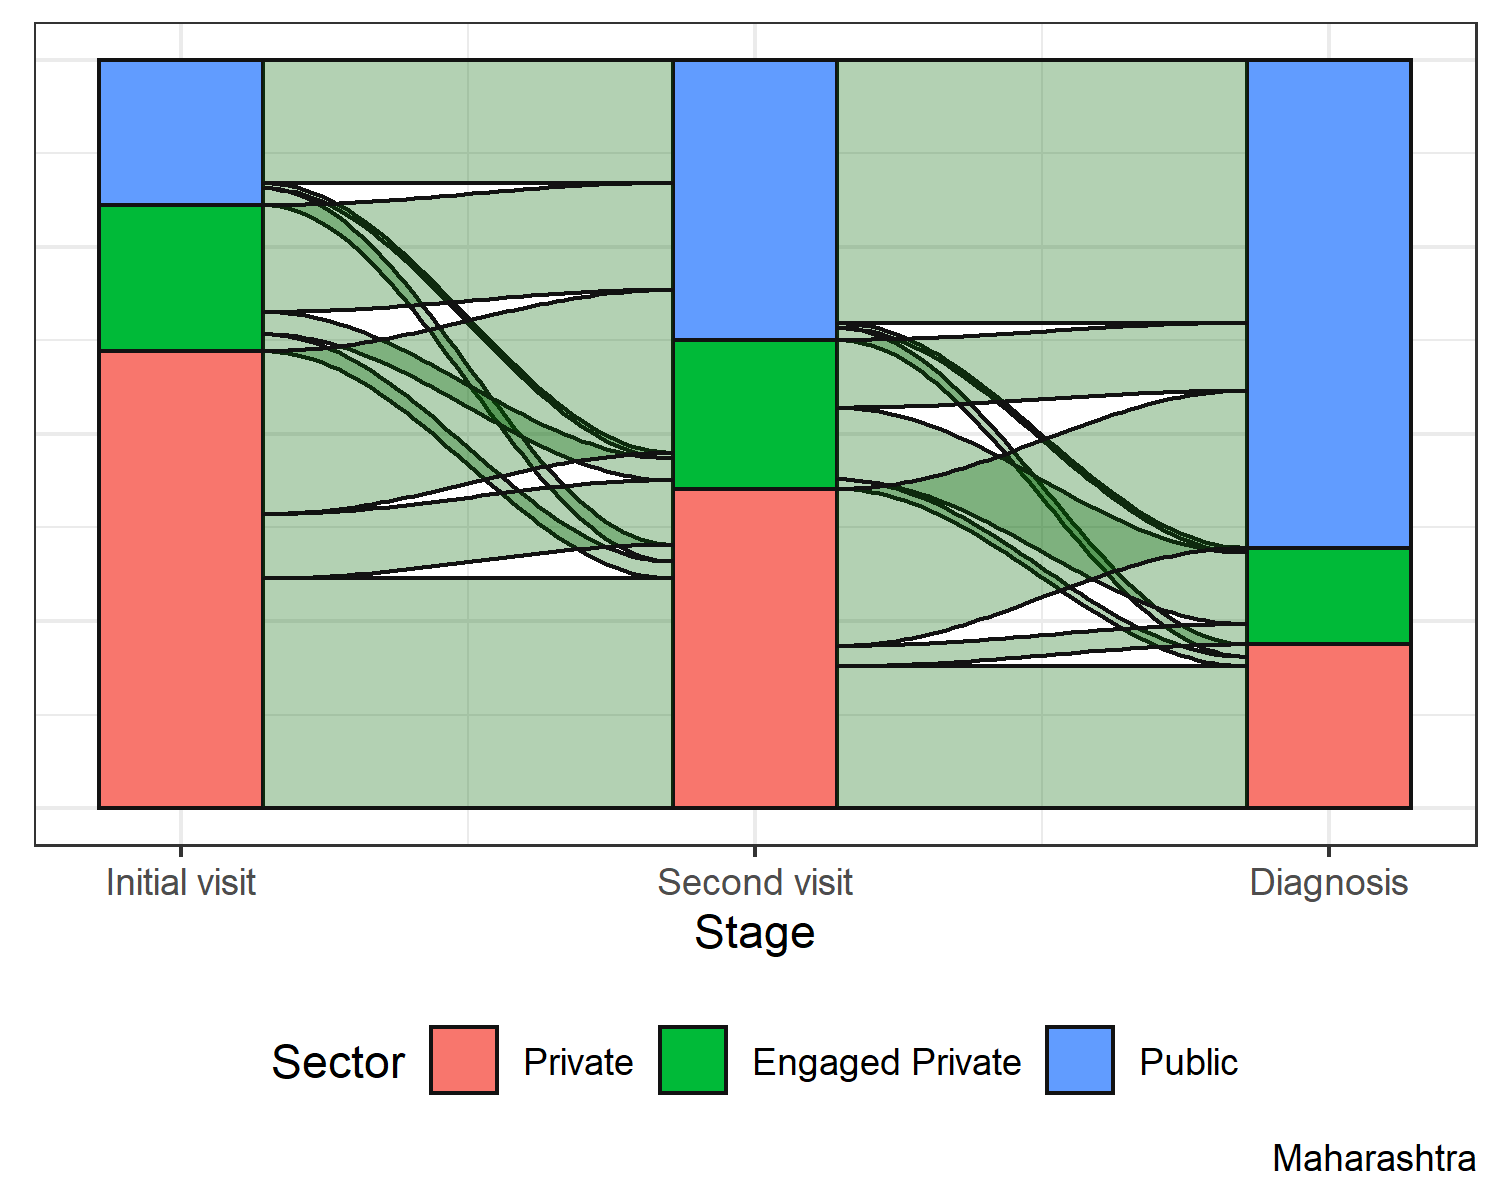 Initial visit Second visit Diagnosis
Stage
Sector Private Engaged Private Public
Maharashtra